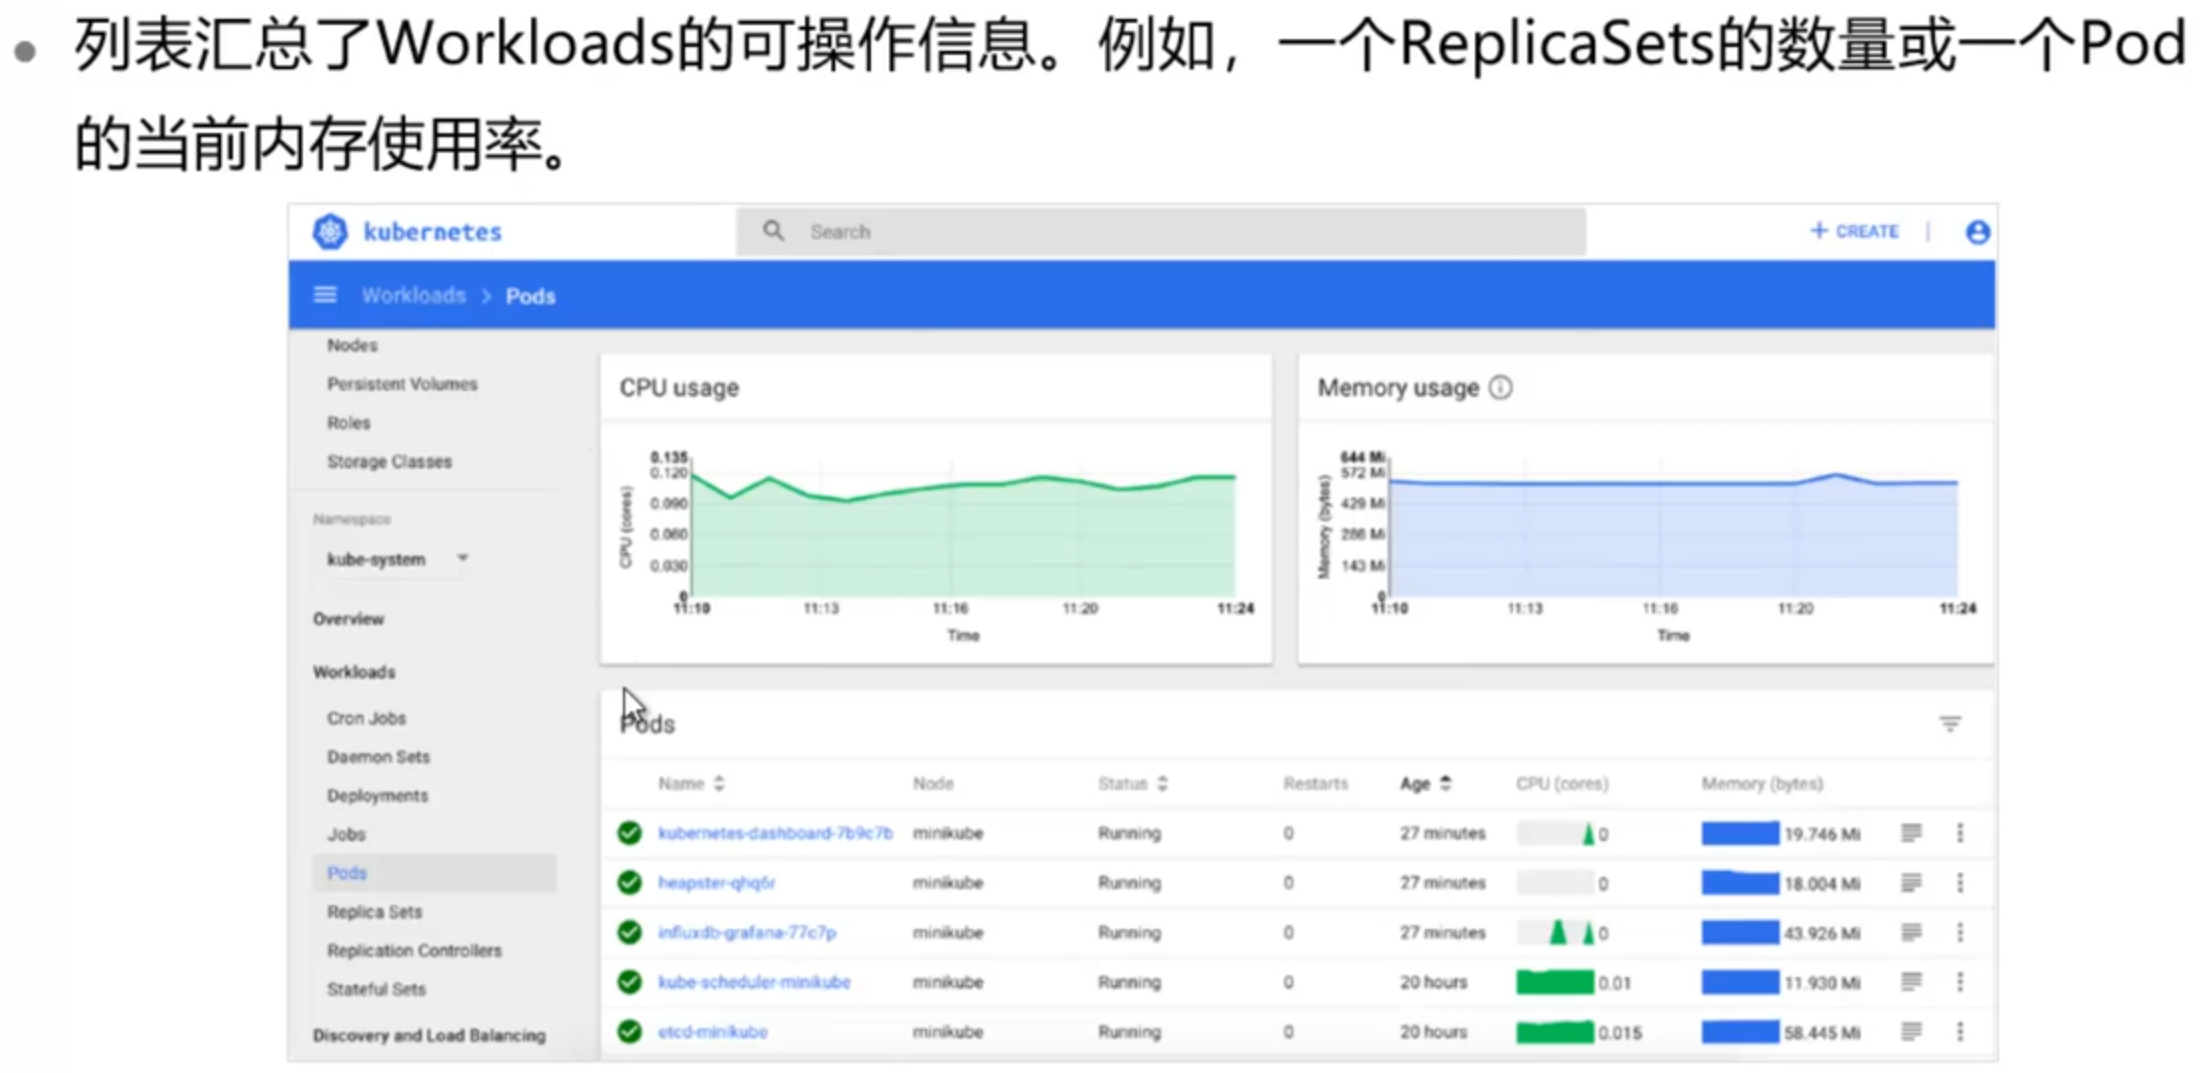 列表汇总了Workloads的可操作信息。例如，一个ReplicaSets的数量或一个Pod
的当前内存使用率。
kubernetes
Search
+ CREATE
Workloads > Pods
Nodes
Persistent Volumes
Roles
Storage Classes
Namespace
kube-system
Overview
Workloads
Cron Jobs
Daemon Sets
Deployments
Jobs
Pods
Replica Sets
Replication Controllers
Stateful Sets
Discovery and Load Balancing
CPU usage
CPU (cores)
0.135
0.120
0.090
0.060
0.030
0
11:10 11:13 11:16 11:20 11:24
Time
Memory usage
Memory (bytes)
644 Mi
572 Mi
429 Mi
286 Mi
143 Mi
0
11:10 11:13 11:16 11:20 11:24
Time
Pods
Name Node Status Restarts Age CPU (cores) Memory (bytes)
kubernetes-dashboard-7b9c7b minikube Running 0 27 minutes 0 19.746 Mi
heapster-qhq6r minikube Running 0 27 minutes 0 18.004 Mi
influxdb-grafana-77c7p minikube Running 0 27 minutes 0 43.926 Mi
kube-scheduler-minikube minikube Running 0 20 hours 0.01 11.930 Mi
etcd-minikube minikube Running 0 20 hours 0.015 58.445 Mi